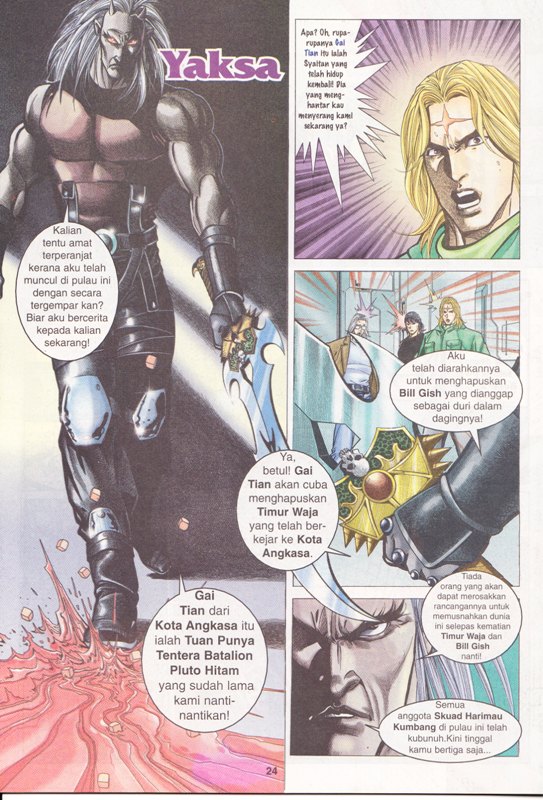 Yaksa
Kalian
tentu amat
terperanjat
kerana aku telah
muncul di pulau ini
dengan secara
tergempar kan?
Biar aku bercerita
kepada kalian
sekarang!
Gai
Tian dari
Kota Angkasa itu
ialah Tuan Punya
Tentera Batalion
Pluto Hitam
yang sudah lama
kami nanti-
nantikan!
Apa? Oh, rupa-
rupanya Gai
Tian itu ialah
Syaitan yang
telah hidup
kembali! Dia
yang meng-
hantar kau
menyerang kami
sekarang ya?
Aku
telah diarahkannya
untuk menghapuskan
Bill Gish yang dianggap
sebagai duri dalam
dagingnya!
Ya,
betul! Gai
Tian akan cuba
menghapuskan
Timur Waja
yang telah ber-
kejar ke Kota
Angkasa.
Tiada
orang yang akan
dapat merosakkan
rancangannya untuk
memusnahkan dunia
ini selepas kematian
Timur Waja dan
Bill Gish
nanti!
Semua
anggota Skuad Harimau
Kumbang di pulau ini telah
kubunuh.Kini tinggal
kamu bertiga saja...
24